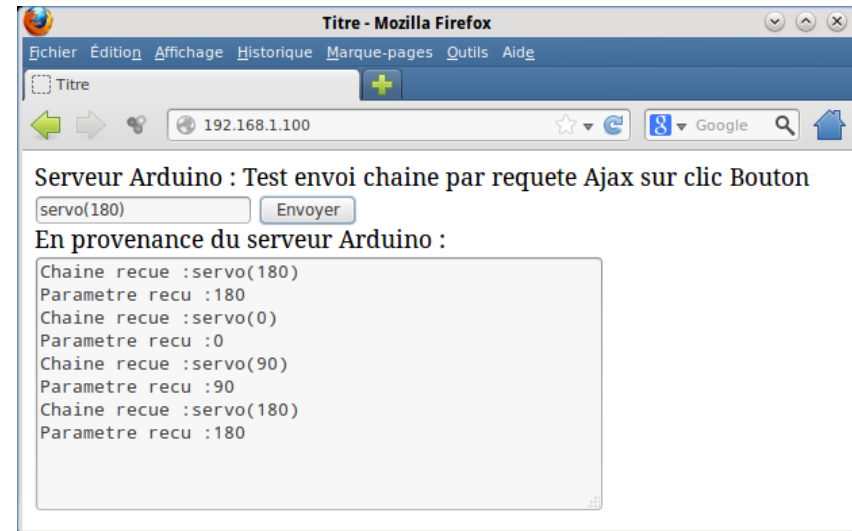 Titre - Mozilla Firefox
Fichier Édition Affichage Historique Marque-pages Outils Aide
Titre
192.168.1.100
8 Google
Serveur Arduino : Test envoi chaine par requete Ajax sur clic Bouton
servo(180) Envoyer
En provenance du serveur Arduino :
Chaine recue :servo(180)
Parametre recu :180
Chaine recue :servo(0)
Parametre recu :0
Chaine recue :servo(90)
Parametre recu :90
Chaine recue :servo(180)
Parametre recu :180